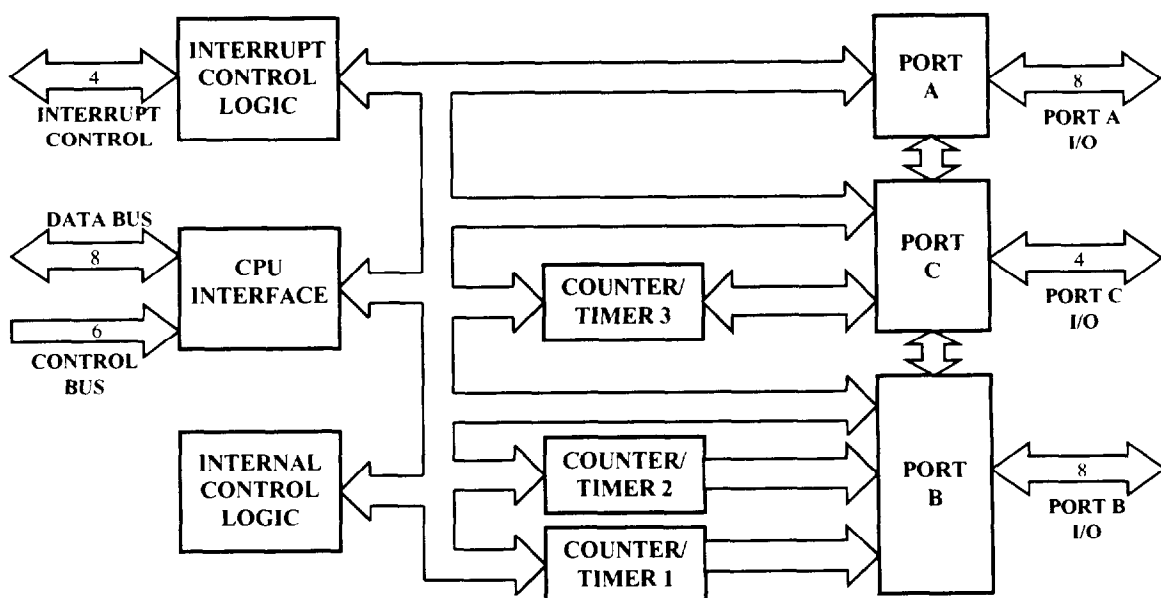 INTERRUPT
CONTROL
LOGIC
4
INTERRUPT
CONTROL
PORT
A
8
PORT A
I/O
DATA BUS
8
CPU
INTERFACE
6
CONTROL
BUS
COUNTER/
TIMER 3
PORT
C
4
PORT C
I/O
INTERNAL
CONTROL
LOGIC
COUNTER/
TIMER 2
COUNTER/
TIMER 1
PORT
B
8
PORT B
I/O